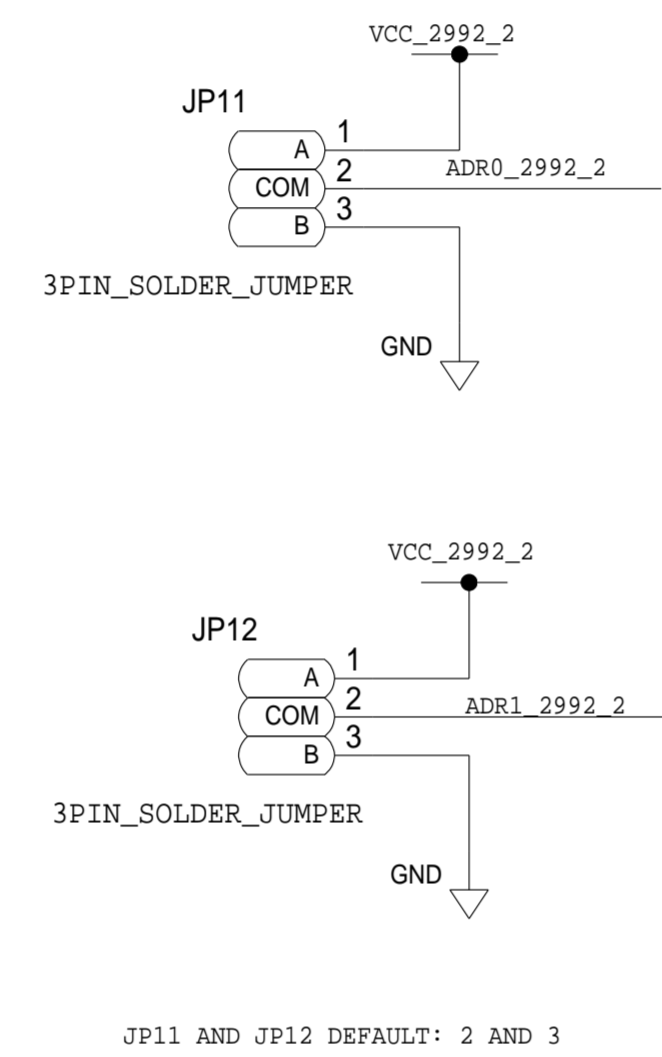 VCC_2992_2
JP11
1
A
ADR0_2992_2
2
COM
3
B
3PIN_SOLDER_JUMPER
GND
VCC_2992_2
JP12
1
A
ADR1_2992_2
2
COM
3
B
3PIN_SOLDER_JUMPER
GND
JP11 AND JP12 DEFAULT: 2 AND 3